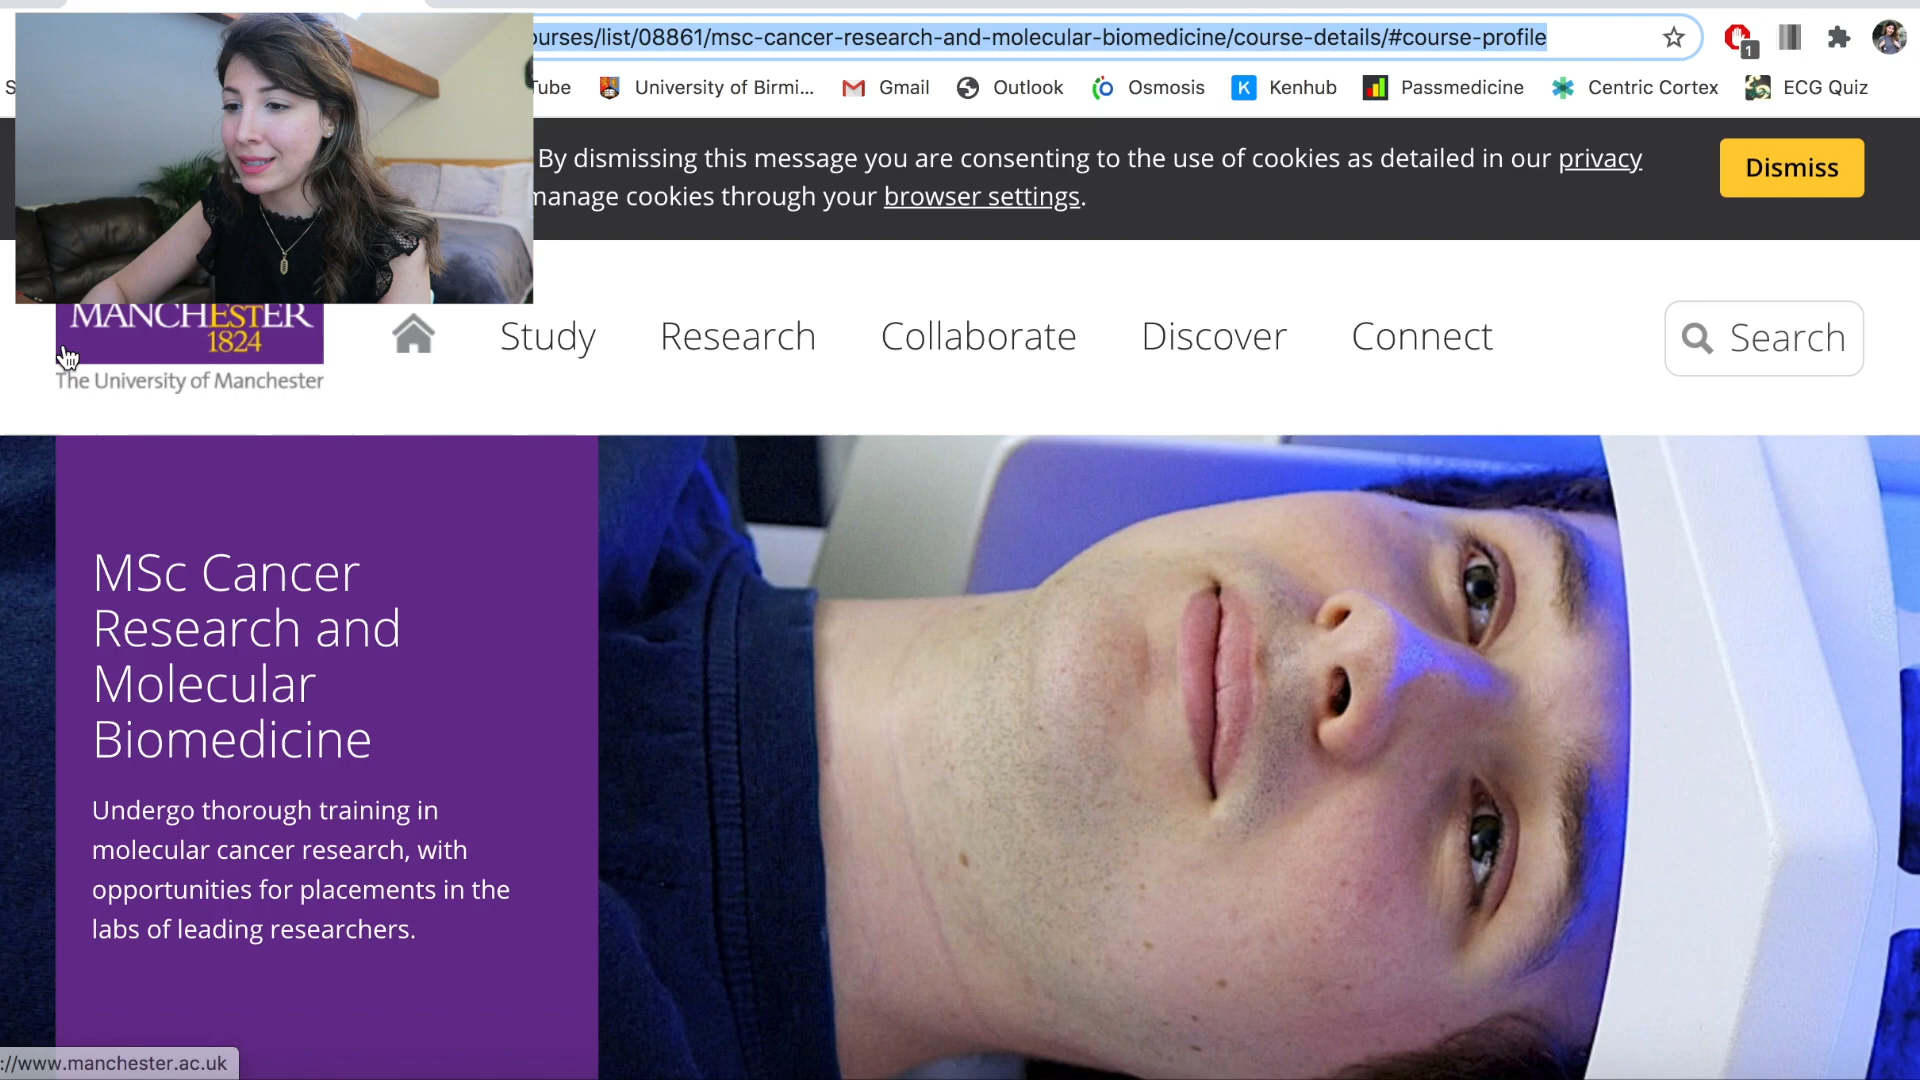 ourses/list/08861/msc-cancer-research-and-molecular-biomedicine/course-details/#course-profile
1
S
Tube
University of Birmi...
Gmail
Outlook
Osmosis
K
Kenhub
Passmedicine
Centric Cortex
ECG Quiz
By dismissing this message you are consenting to the use of cookies as detailed in our privacy
manage cookies through your browser settings.
Dismiss
MANCHESTER
1824
The University of Manchester
Study
Research
Collaborate
Discover
Connect
Search
MSc Cancer
Research and
Molecular
Biomedicine
Undergo thorough training in
molecular cancer research, with
opportunities for placements in the
labs of leading researchers.
://www.manchester.ac.uk